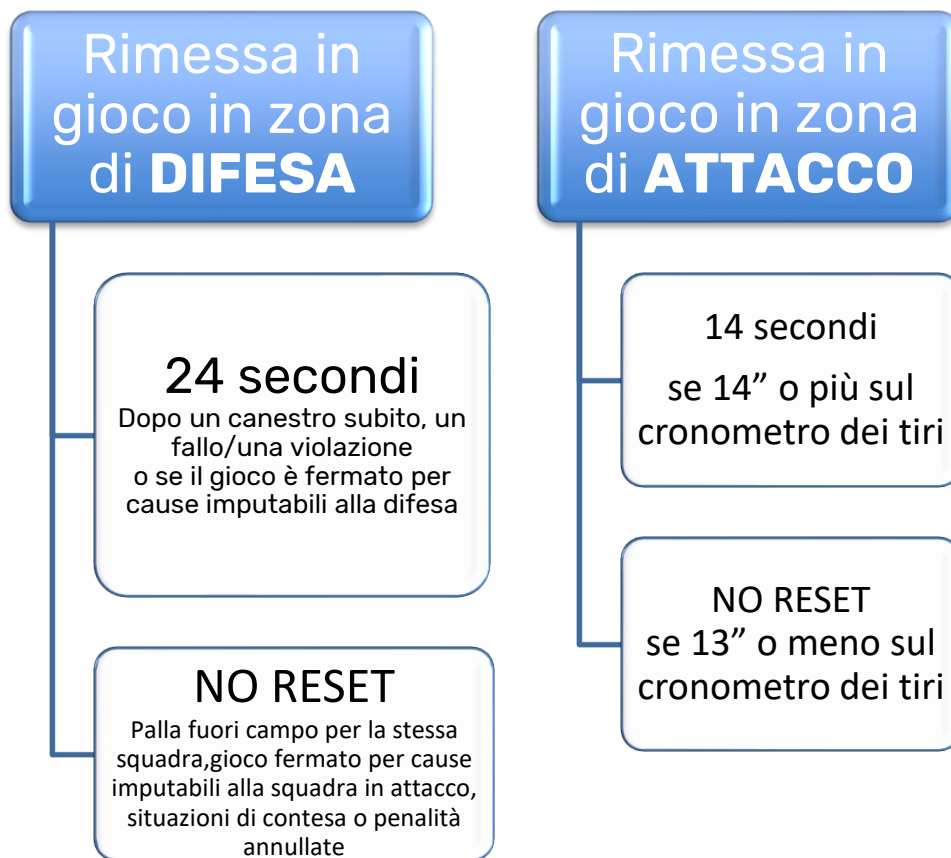 Rimessa in
gioco in zona
di DIFESA
24 secondi
Dopo un canestro subito, un
fallo/una violazione
o se il gioco è fermato per
cause imputabili alla difesa
NO RESET
Palla fuori campo per la stessa
squadra,gioco fermato per cause
imputabili alla squadra in attacco,
situazioni di contesa o penalità
annullate
Rimessa in
gioco in zona
di ATTACCO
14 secondi
se 14” o più sul
cronometro dei tiri
NO RESET
se 13” o meno sul
cronometro dei tiri